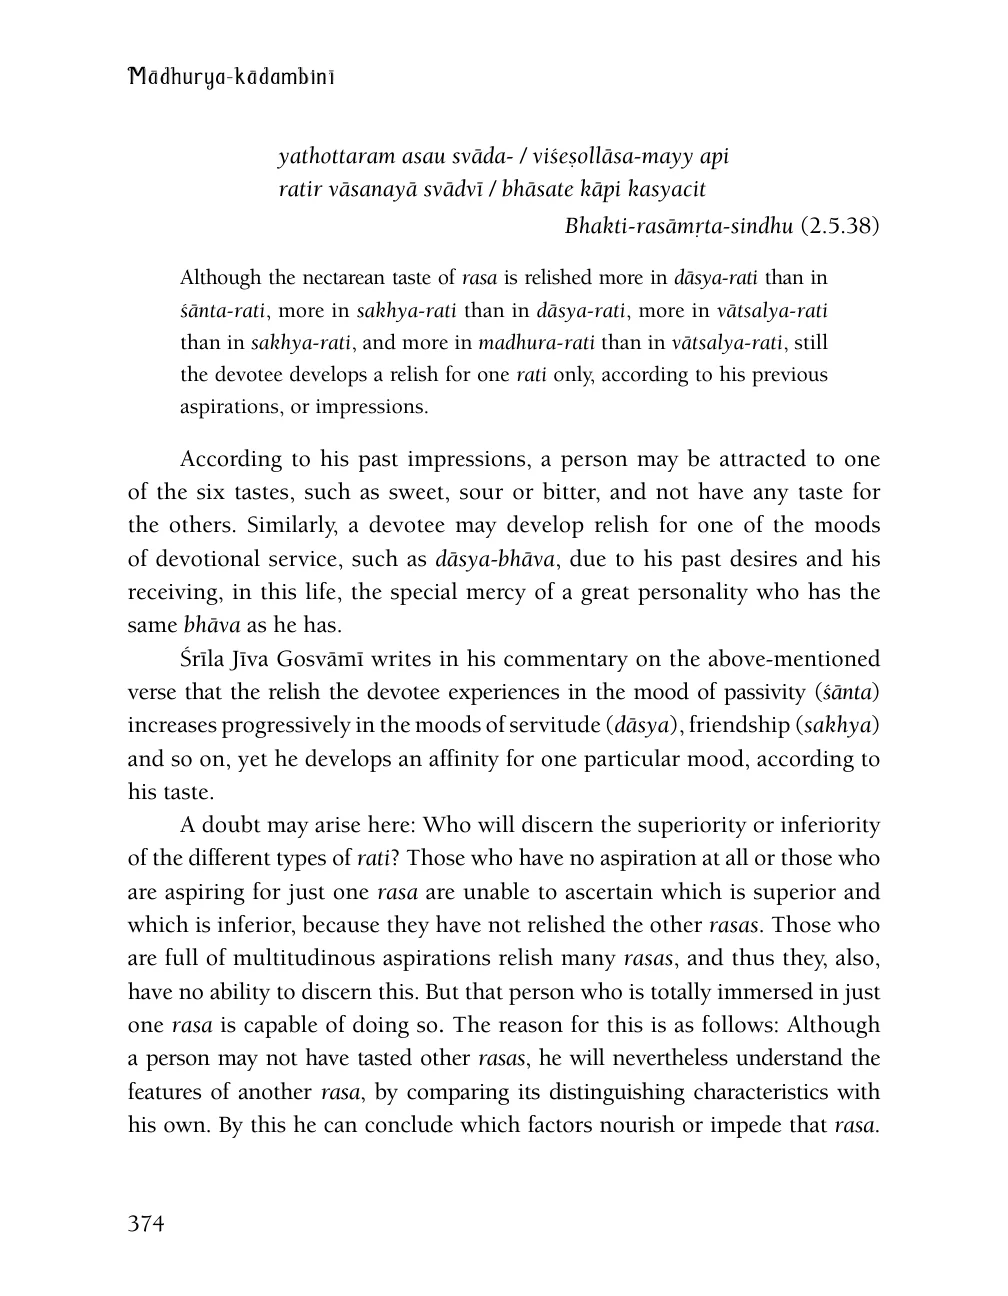 Mādhurya-kādambinī
yathottaram asau svāda- / viśeṣollāsa-mayy api
ratir vāsanayā svādvī / bhāsate kāpi kasyacit
Bhakti-rasāmṛta-sindhu (2.5.38)
Although the nectarean taste of rasa is relished more in dāsya-rati than in
śānta-rati, more in sakhya-rati than in dāsya-rati, more in vātsalya-rati
than in sakhya-rati, and more in madhura-rati than in vātsalya-rati, still
the devotee develops a relish for one rati only, according to his previous
aspirations, or impressions.
According to his past impressions, a person may be attracted to one
of the six tastes, such as sweet, sour or bitter, and not have any taste for
the others. Similarly, a devotee may develop relish for one of the moods
of devotional service, such as dāsya-bhāva, due to his past desires and his
receiving, in this life, the special mercy of a great personality who has the
same bhāva as he has.
Śrīla Jīva Gosvāmī writes in his commentary on the above-mentioned
verse that the relish the devotee experiences in the mood of passivity (śānta)
increases progressively in the moods of servitude (dāsya), friendship (sakhya)
and so on, yet he develops an affinity for one particular mood, according to
his taste.
A doubt may arise here: Who will discern the superiority or inferiority
of the different types of rati? Those who have no aspiration at all or those who
are aspiring for just one rasa are unable to ascertain which is superior and
which is inferior, because they have not relished the other rasas. Those who
are full of multitudinous aspirations relish many rasas, and thus they, also,
have no ability to discern this. But that person who is totally immersed in just
one rasa is capable of doing so. The reason for this is as follows: Although
a person may not have tasted other rasas, he will nevertheless understand the
features of another rasa, by comparing its distinguishing characteristics with
his own. By this he can conclude which factors nourish or impede that rasa.
374